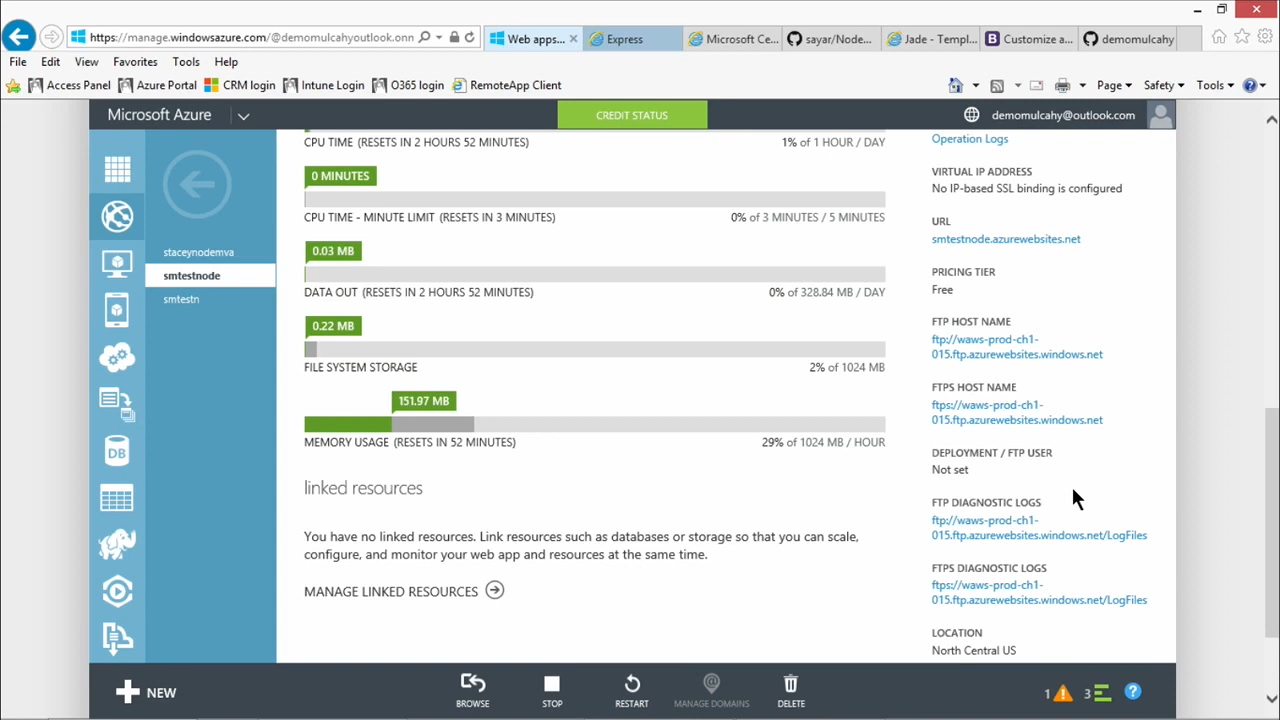 https://manage.windowsazure.com/@demomulcahyoutlook.onn
Web apps...
Express
Microsoft Ce...
sayar/Node...
Jade - Templ...
Customize a...
demomulcahy
File Edit View Favorites Tools Help
Access Panel Azure Portal CRM login Intune Login O365 login RemoteApp Client
Page Safety Tools
Microsoft Azure
CREDIT STATUS
demomulcahy@outlook.com
staceynodemva
smtestnode
smtestn
DB
CPU TIME (RESETS IN 2 HOURS 52 MINUTES) 1% of 1 HOUR / DAY
0 MINUTES
CPU TIME - MINUTE LIMIT (RESETS IN 3 MINUTES) 0% of 3 MINUTES / 5 MINUTES
0.03 MB
DATA OUT (RESETS IN 2 HOURS 52 MINUTES) 0% of 328.84 MB / DAY
0.22 MB
FILE SYSTEM STORAGE 2% of 1024 MB
151.97 MB
MEMORY USAGE (RESETS IN 52 MINUTES) 29% of 1024 MB / HOUR
linked resources
You have no linked resources. Link resources such as databases or storage so that you can scale,
configure, and monitor your web app and resources at the same time.
MANAGE LINKED RESOURCES
Operation Logs
VIRTUAL IP ADDRESS
No IP-based SSL binding is configured
URL
smtestnode.azurewebsites.net
PRICING TIER
Free
FTP HOST NAME
ftp://waws-prod-ch1-
015.ftp.azurewebsites.windows.net
FTPS HOST NAME
ftps://waws-prod-ch1-
015.ftp.azurewebsites.windows.net
DEPLOYMENT / FTP USER
Not set
FTP DIAGNOSTIC LOGS
ftp://waws-prod-ch1-
015.ftp.azurewebsites.windows.net/LogFiles
FTPS DIAGNOSTIC LOGS
ftps://waws-prod-ch1-
015.ftp.azurewebsites.windows.net/LogFiles
LOCATION
North Central US
NEW
BROWSE
STOP
RESTART
MANAGE DOMAINS
DELETE
1
3